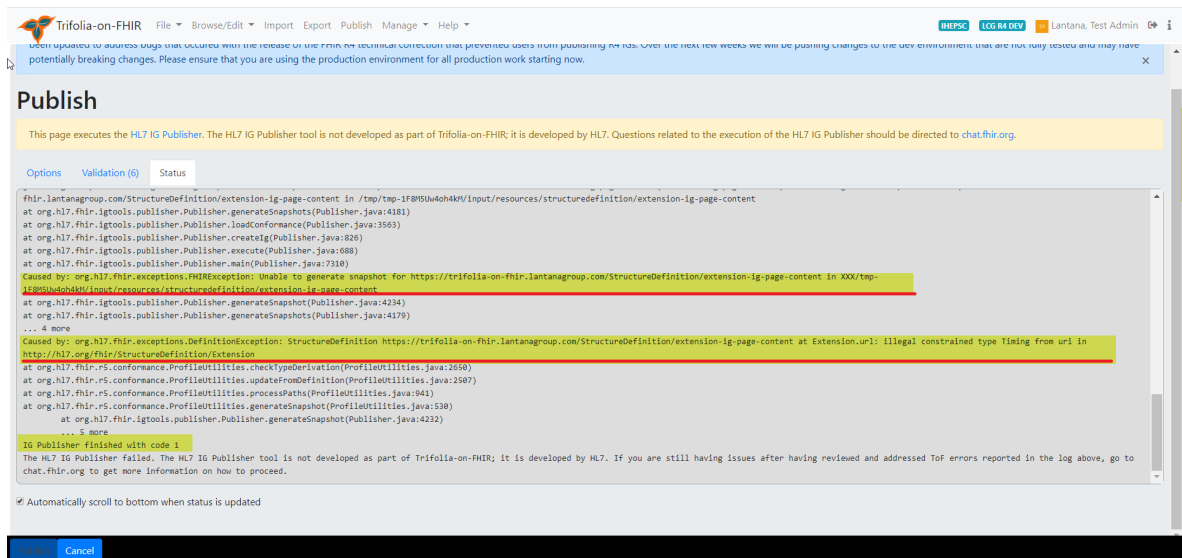 Trifolia-on-FHIR File Browse/Edit Import Export Publish Manage Help IHEPSC LCG R4 DEV Lantana, Test Admin
been updated to address bugs that occured with the release of the FHIR R4 technical correction that prevented users from publishing R4 IGs. Over the next few weeks we will be pushing changes to the dev environment that are not fully tested and may have
potentially breaking changes. Please ensure that you are using the production environment for all production work starting now.
Publish
This page executes the HL7 IG Publisher. The HL7 IG Publisher tool is not developed as part of Trifolia-on-FHIR; it is developed by HL7. Questions related to the execution of the HL7 IG Publisher should be directed to chat.fhir.org.
Options Validation (6) Status
fhir.lantanagroup.com/StructureDefinition/extension-ig-page-content in /tmp/tmp-1F8M5Uw4oh4kM/input/resources/structuredefinition/extension-ig-page-content
at org.hl7.fhir.igtools.publisher.Publisher.generateSnapshots(Publisher.java:4181)
at org.hl7.fhir.igtools.publisher.Publisher.loadConformance(Publisher.java:3563)
at org.hl7.fhir.igtools.publisher.Publisher.createIg(Publisher.java:826)
at org.hl7.fhir.igtools.publisher.Publisher.execute(Publisher.java:688)
at org.hl7.fhir.igtools.publisher.Publisher.main(Publisher.java:7310)
Caused by: org.hl7.fhir.exceptions.FHIRException: Unable to generate snapshot for https://trifolia-on-fhir.lantanagroup.com/StructureDefinition/extension-ig-page-content in XXX/tmp-
1F8M5Uw4oh4kM/input/resources/structuredefinition/extension-ig-page-content
at org.hl7.fhir.igtools.publisher.Publisher.generateSnapshot(Publisher.java:4234)
at org.hl7.fhir.igtools.publisher.Publisher.generateSnapshots(Publisher.java:4179)
... 4 more
Caused by: org.hl7.fhir.exceptions.DefinitionException: StructureDefinition https://trifolia-on-fhir.lantanagroup.com/StructureDefinition/extension-ig-page-content at Extension.url: illegal constrained type Timing from uri in
http://hl7.org/fhir/StructureDefinition/Extension
at org.hl7.fhir.r5.conformance.ProfileUtilities.checkTypeDerivation(ProfileUtilities.java:2650)
at org.hl7.fhir.r5.conformance.ProfileUtilities.updateFromDefinition(ProfileUtilities.java:2507)
at org.hl7.fhir.r5.conformance.ProfileUtilities.processPaths(ProfileUtilities.java:941)
at org.hl7.fhir.r5.conformance.ProfileUtilities.generateSnapshot(ProfileUtilities.java:530)
at org.hl7.fhir.igtools.publisher.Publisher.generateSnapshot(Publisher.java:4232)
... 5 more
IG Publisher finished with code 1
The HL7 IG Publisher failed. The HL7 IG Publisher tool is not developed as part of Trifolia-on-FHIR; it is developed by HL7. If you are still having issues after having reviewed and addressed ToF errors reported in the log above, go to
chat.fhir.org to get more information on how to proceed.
Automatically scroll to bottom when status is updated
Cancel